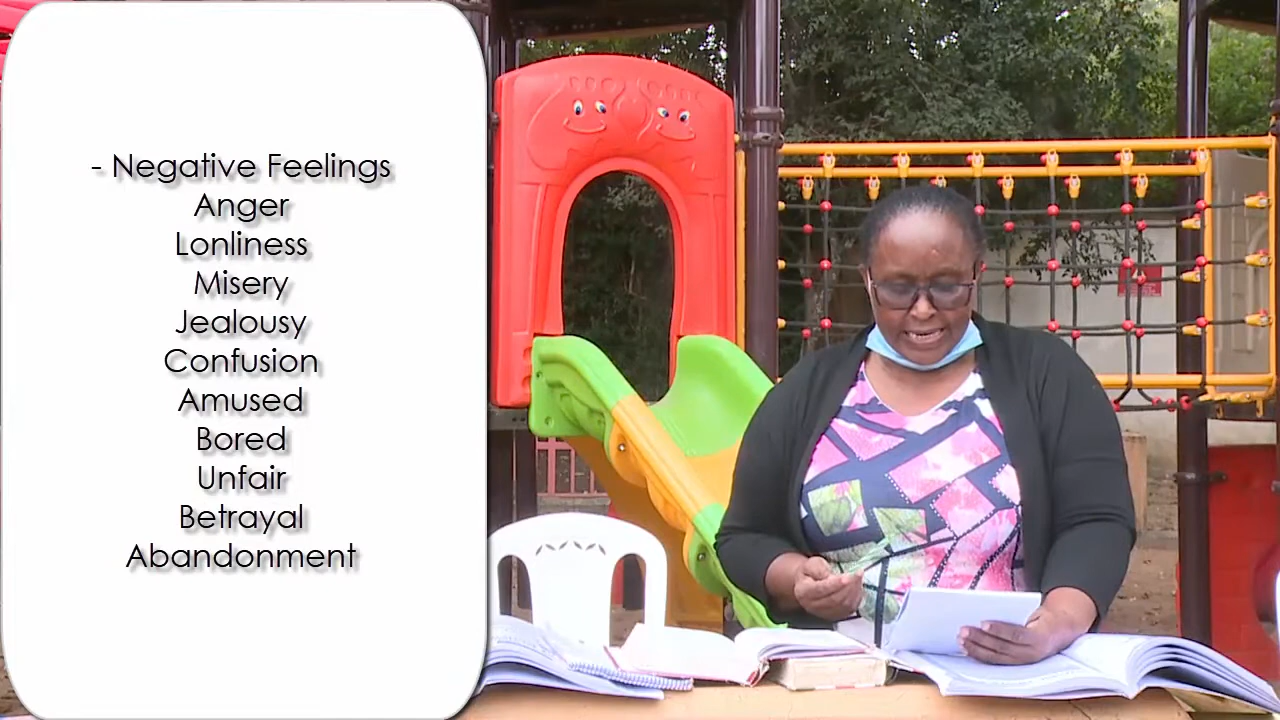 - Negative Feelings
Anger
Lonliness
Misery
Jealousy
Confusion
Amused
Bored
Unfair
Betrayal
Abandonment